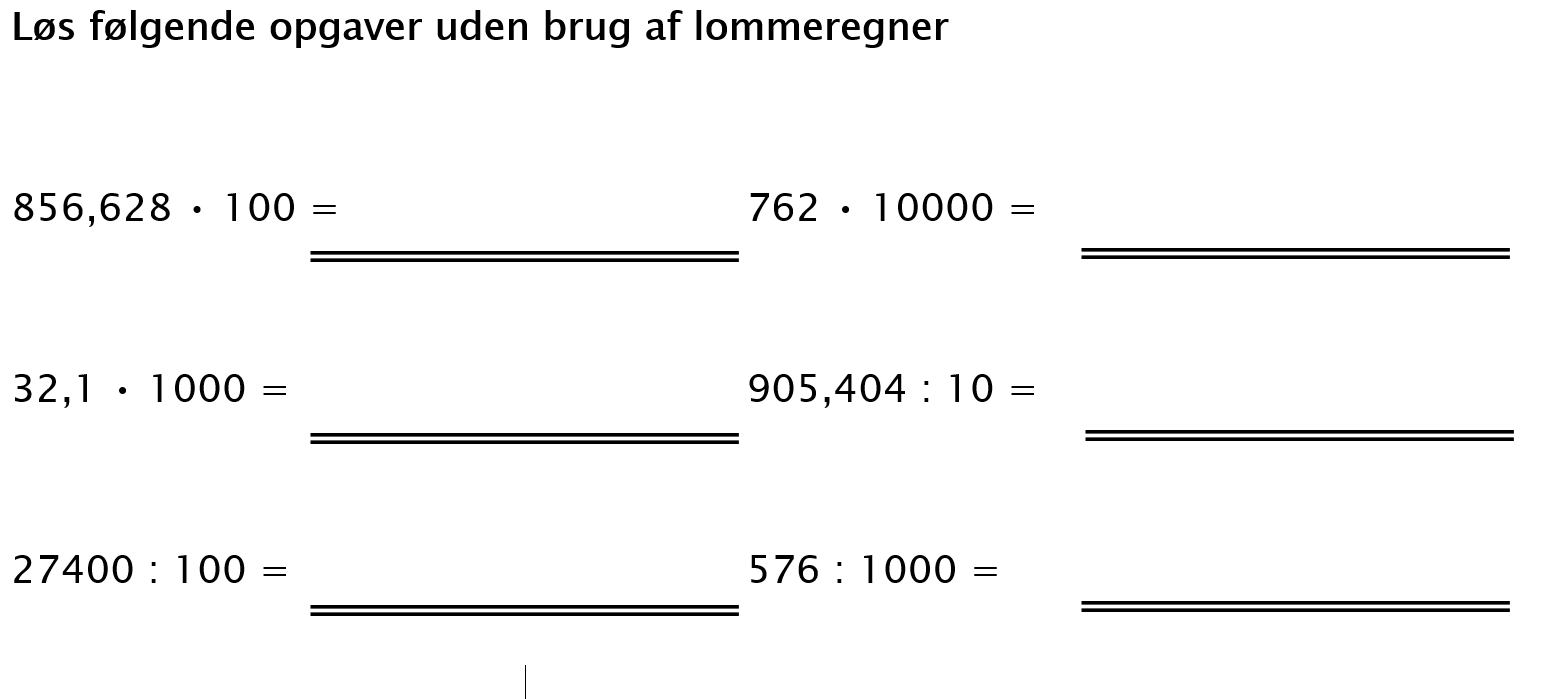 Løs følgende opgaver uden brug af lommeregner
856,628 · 100 = 762 · 10000 =
32,1 · 1000 = 905,404 : 10 =
27400 : 100 = 576 : 1000 =